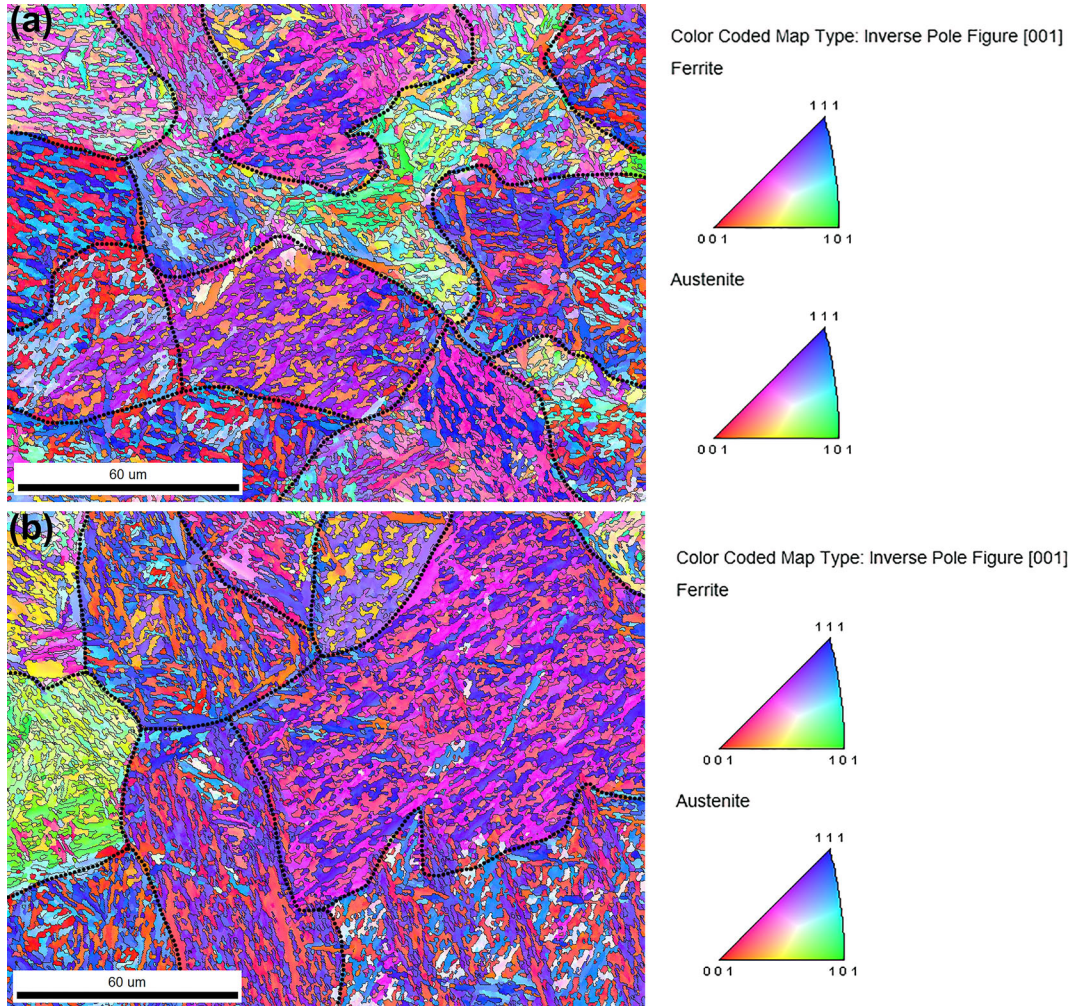 (a)
Color Coded Map Type: Inverse Pole Figure [001]
Ferrite
1 1 1
0 0 1 1 0 1
Austenite
1 1 1
0 0 1 1 0 1
60 um
(b)
Color Coded Map Type: Inverse Pole Figure [001]
Ferrite
1 1 1
0 0 1 1 0 1
Austenite
1 1 1
0 0 1 1 0 1
60 um